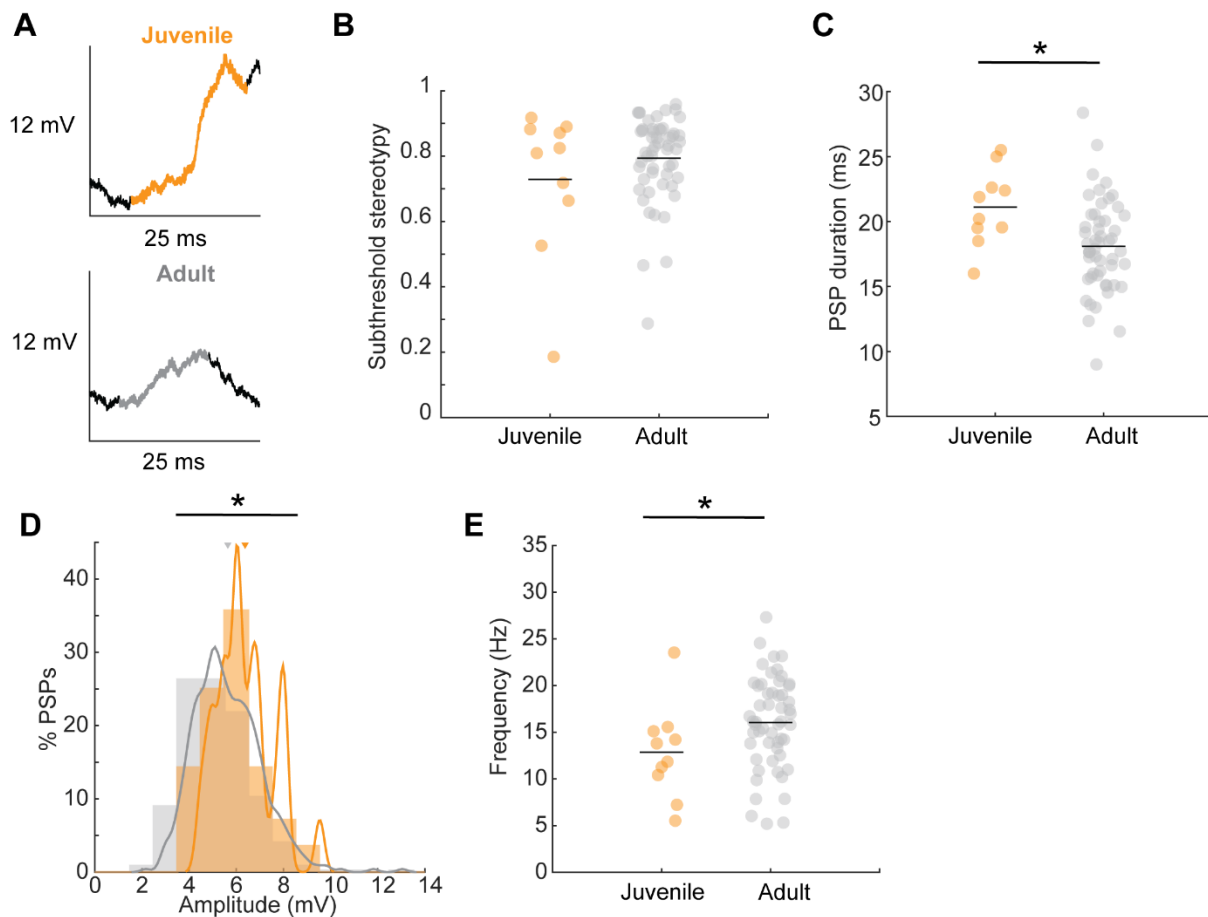 A
Juvenile
12 mV
25 ms
Adult
12 mV
25 ms
B
Subthreshold stereotypy
1
0.8
0.6
0.4
0.2
0
Juvenile Adult
C
*
PSP duration (ms)
30
25
20
15
10
5
Juvenile Adult
D
*
% PSPs
40
30
20
10
0
0 2 4 6 8 10 12 14
Amplitude (mV)
E
*
Frequency (Hz)
35
30
25
20
15
10
5
0
Juvenile Adult